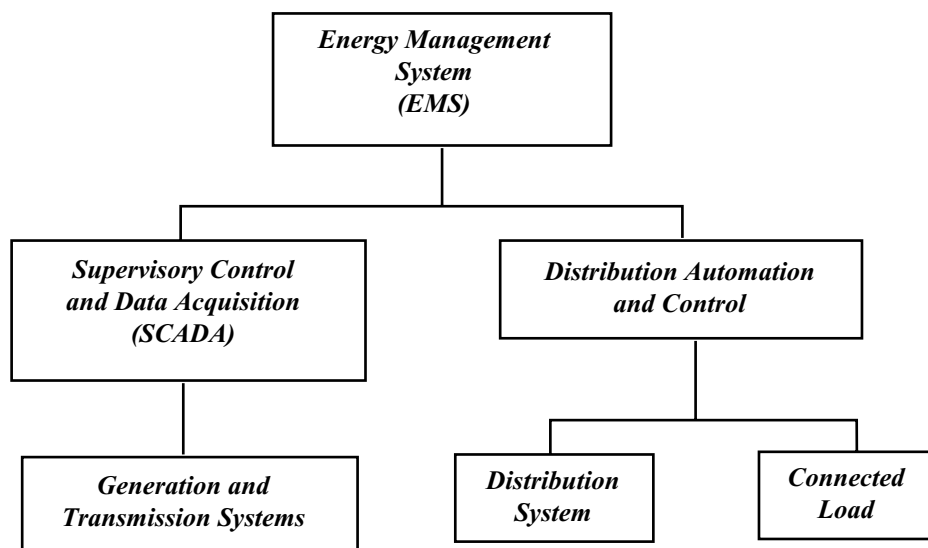 Energy Management
System
(EMS)
Supervisory Control
and Data Acquisition
(SCADA)
Distribution Automation
and Control
Generation and
Transmission Systems
Distribution
System
Connected
Load